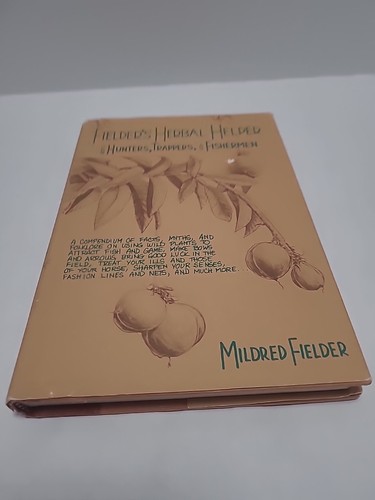 FIELDER'S HERBAL HELPER
for HUNTERS, TRAPPERS, and FISHERMEN
A COMPENDIUM OF FACTS, MYTHS, AND
FOLKLORE ON USING WILD PLANTS TO
ATTRACT FISH AND GAME, MAKE BOWS
AND ARROWS, BRING GOOD LUCK IN THE
FIELD, TREAT YOUR ILLS AND THOSE
OF YOUR HORSE, SHARPEN YOUR SENSES,
FASHION LINES AND NETS, AND MUCH MORE.
MILDRED FIELDER